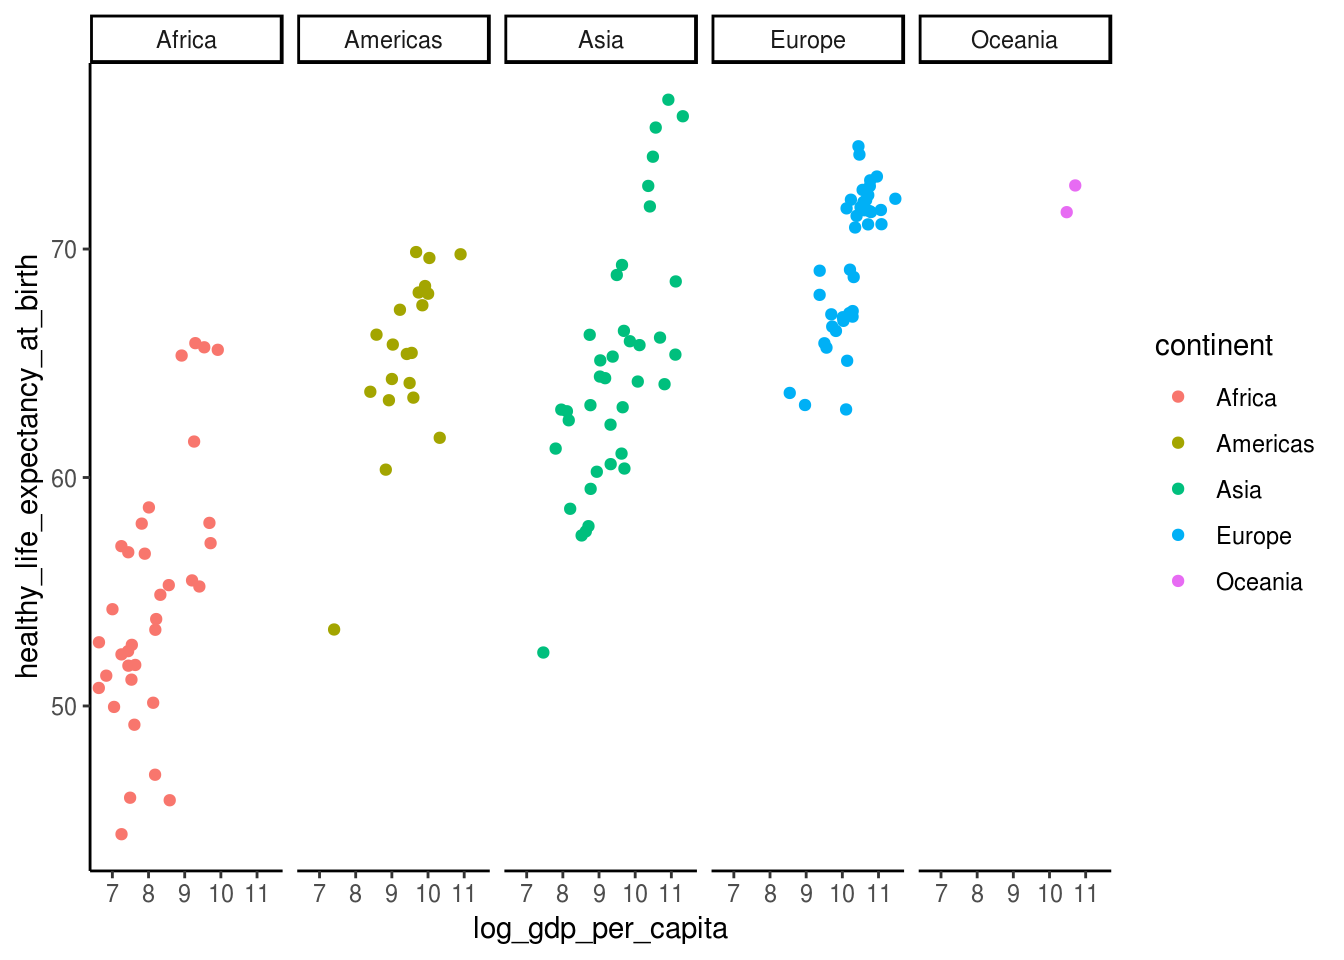 Africa Americas Asia Europe Oceania
70
60
50
healthy_life_expectancy_at_birth
7 8 9 10 11 7 8 9 10 11 7 8 9 10 11 7 8 9 10 11 7 8 9 10 11
log_gdp_per_capita
continent
Africa
Americas
Asia
Europe
Oceania